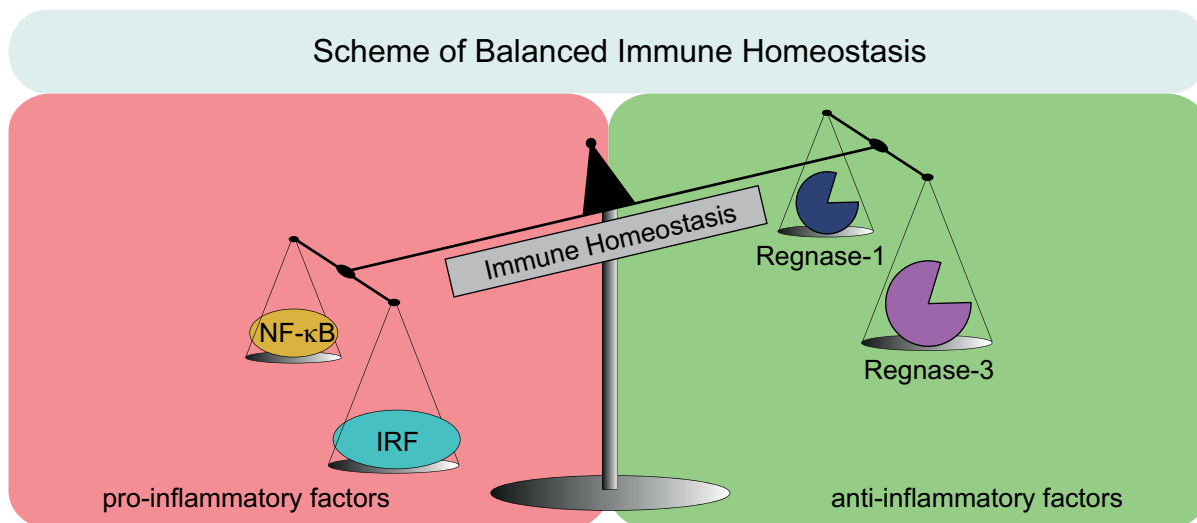 Scheme of Balanced Immune Homeostasis
Immune Homeostasis
Regnase-1
NF-κB
Regnase-3
IRF
pro-inflammatory factors
anti-inflammatory factors